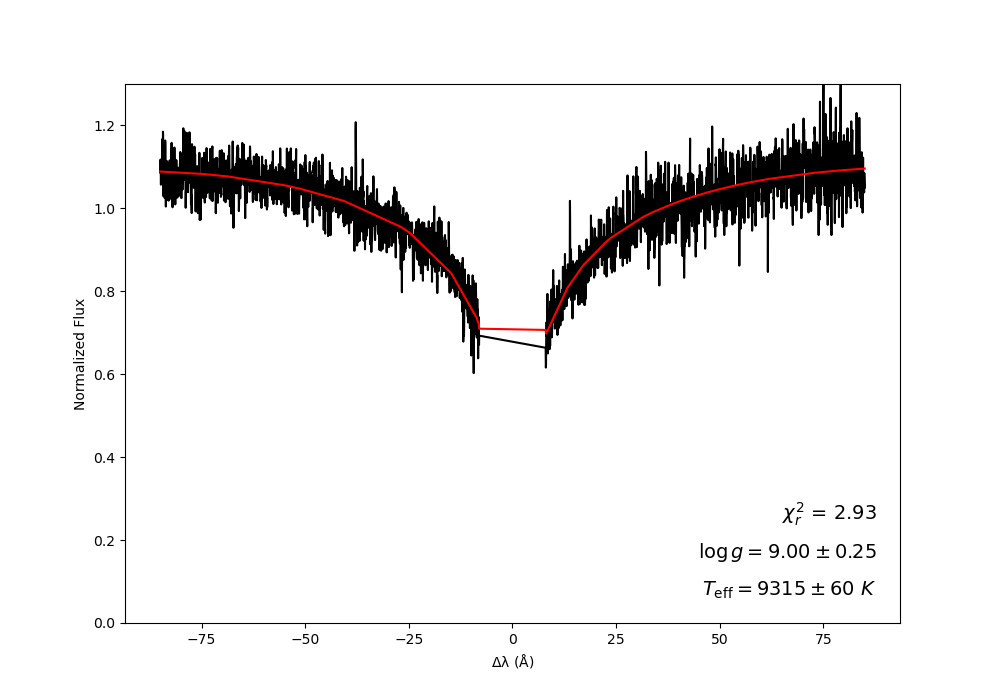 1.2
1.0
0.8
0.6
0.4
0.2
0.0
Normalized Flux
χ²ᵣ = 2.93
log g = 9.00 ± 0.25
T_eff = 9315 ± 60 K
−75
−50
−25
0
25
50
75
Δλ (Å)